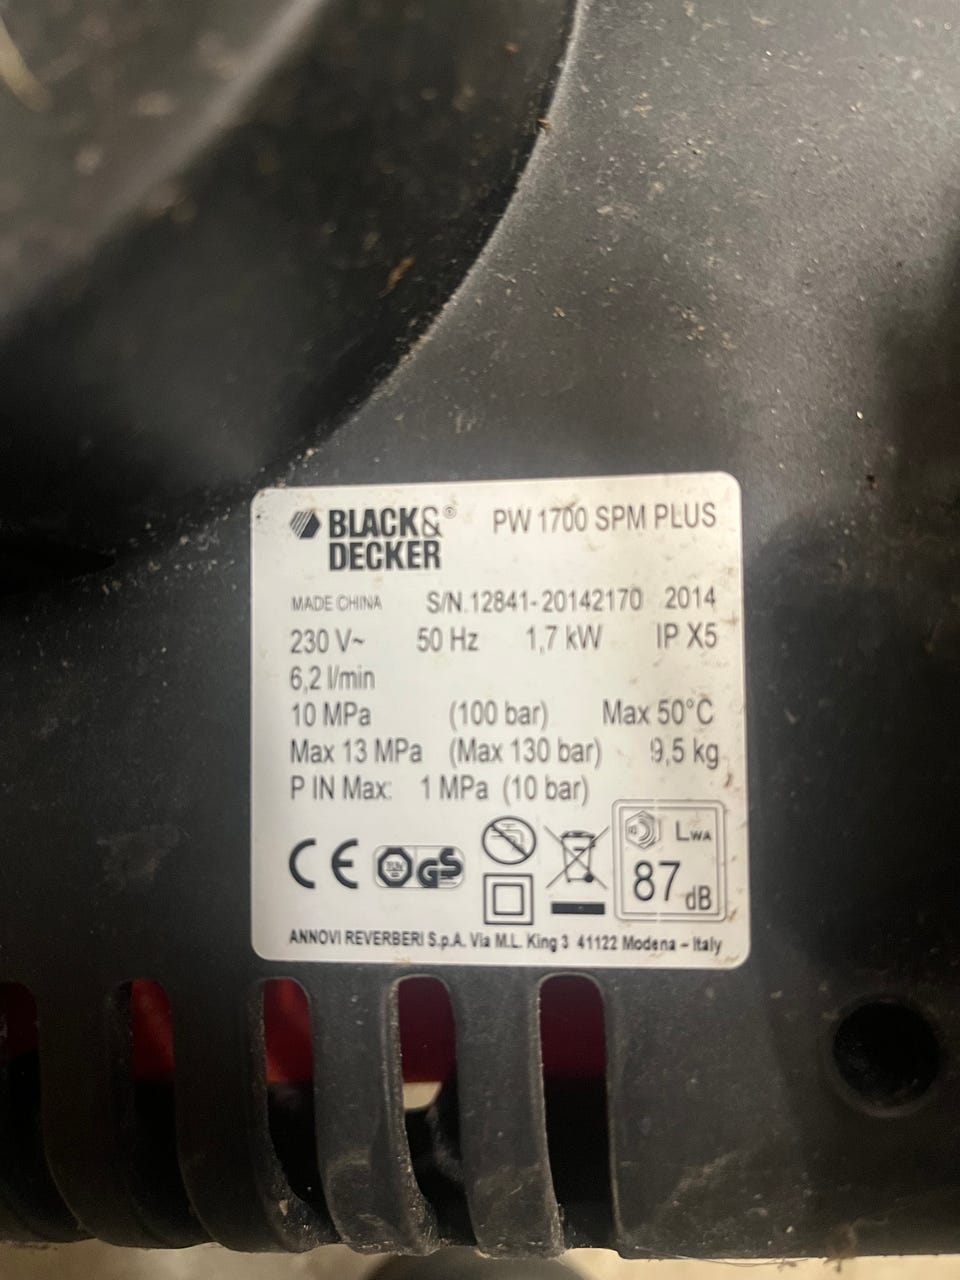 BLACK& ® PW 1700 SPM PLUS
DECKER
MADE CHINA S/N.12841-20142170 2014
230 V~ 50 Hz 1,7 kW IP X5
6,2 l/min
10 MPa (100 bar) Max 50°C
Max 13 MPa (Max 130 bar) 9,5 kg
P IN Max: 1 MPa (10 bar)
LWA
CE TÜV GS 87 dB
ANNOVI REVERBERI S.p.A. Via M.L. King 3 41122 Modena – Italy